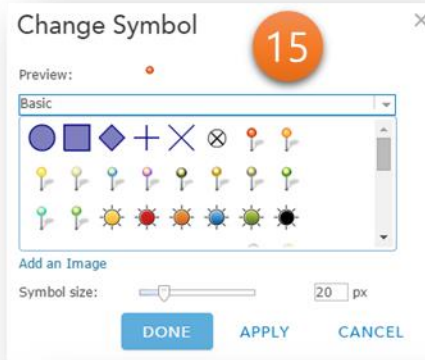 Change Symbol
15
Preview:
Basic
Add an Image
Symbol size: 20 px
DONE APPLY CANCEL